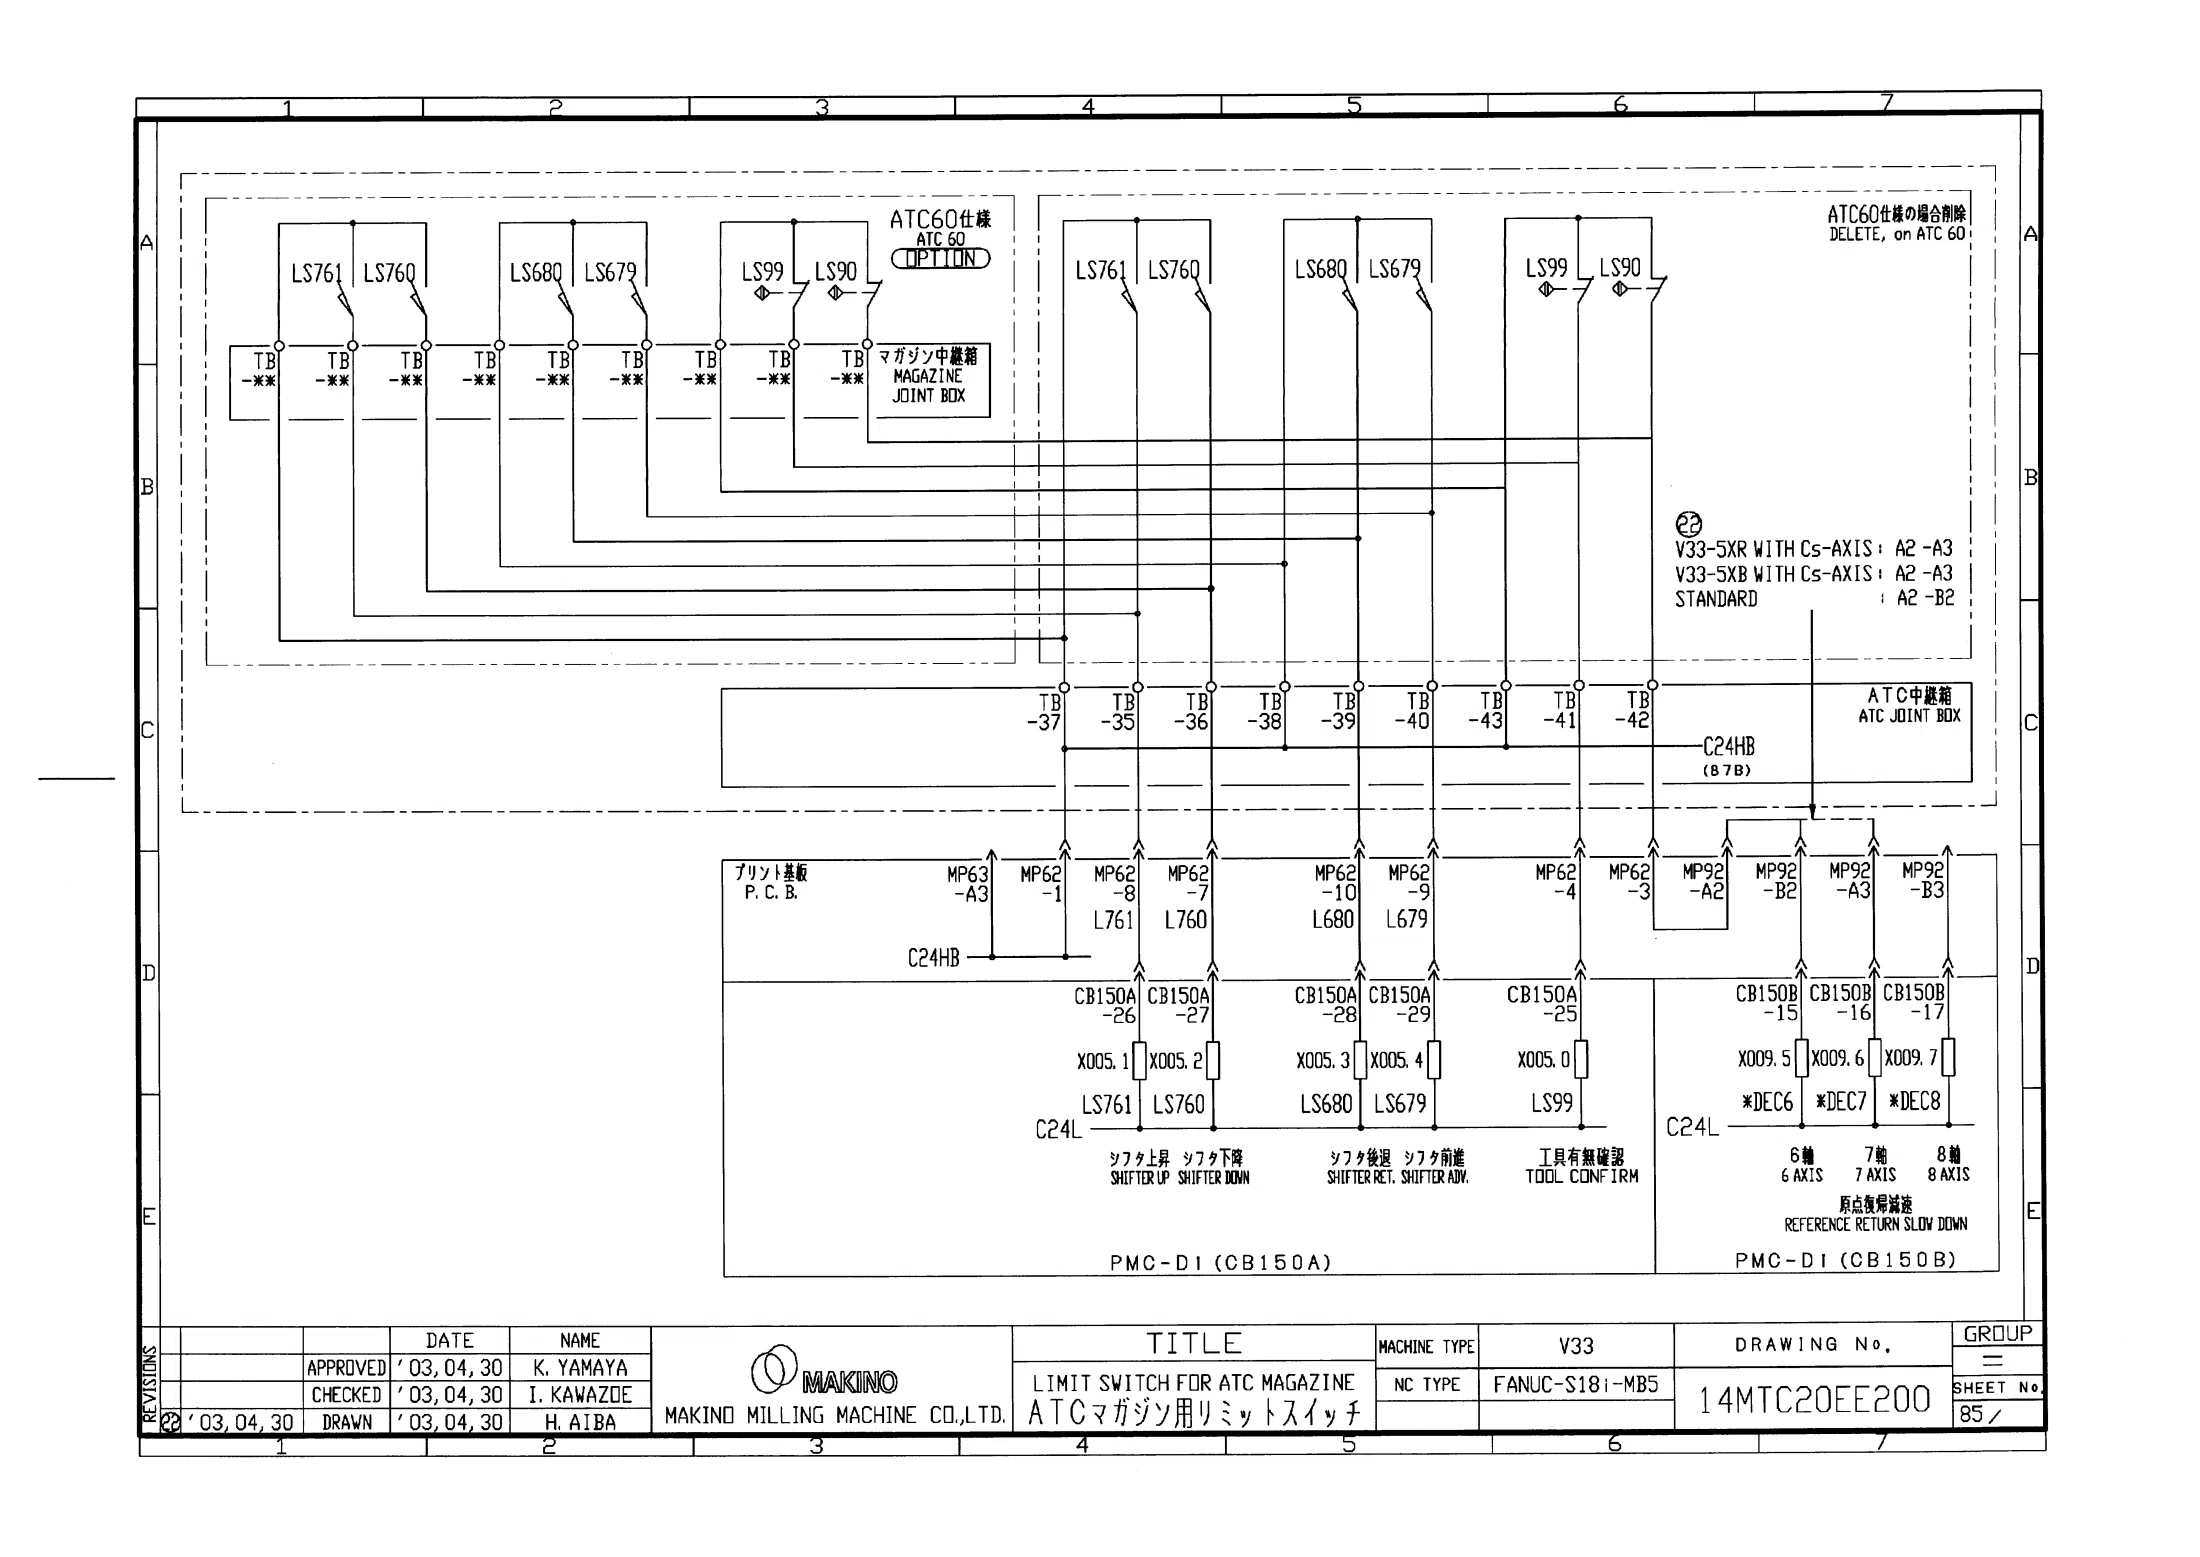 1 2 3 4 5 6 7
A
B
C
D
E
A
B
C
D
E
ATC60仕様
ATC 60
OPTION
ATC60仕様の場合削除
DELETE, on ATC 60
LS761 LS760 LS680 LS679 LS99 LS90
LS761 LS760 LS680 LS679 LS99 LS90
TB TB TB TB TB TB TB TB TB
-** -** -** -** -** -** -** -** -**
マガジン中継箱
MAGAZINE
JOINT BOX
22
V33-5XR WITH Cs-AXIS: A2 -A3
V33-5XB WITH Cs-AXIS: A2 -A3
STANDARD : A2 -B2
TB TB TB TB TB TB TB TB TB
-37 -35 -36 -38 -39 -40 -43 -41 -42
ATC中継箱
ATC JOINT BOX
C24HB
(87B)
プリント基板
P. C. B.
MP63 MP62 MP62 MP62 MP62 MP62 MP62 MP62 MP92 MP92 MP92 MP92
-A3 -1 -8 -7 -10 -9 -4 -3 -A2 -B2 -A3 -B3
L761 L760 L680 L679
C24HB
CB150A CB150A CB150A CB150A CB150A CB150B CB150B CB150B
-26 -27 -28 -29 -25 -15 -16 -17
X005. 1 X005. 2 X005. 3 X005. 4 X005. 0 X009. 5 X009. 6 X009. 7
LS761 LS760 LS680 LS679 LS99 *DEC6 *DEC7 *DEC8
C24L C24L
シフタ上昇 シフタ下降 シフタ後退 シフタ前進 工具有無確認 6軸 7軸 8軸
SHIFTER UP SHIFTER DOWN SHIFTER RET. SHIFTER ADV. TOOL CONFIRM 6 AXIS 7 AXIS 8 AXIS
原点復帰減速
REFERENCE RETURN SLOW DOWN
PMC-DI (CB150A) PMC-DI (CB150B)
REVISIONS
DATE NAME
APPROVED '03, 04, 30 K. YAMAYA
CHECKED '03, 04, 30 I. KAWAZOE
22 '03, 04, 30 DRAWN '03, 04, 30 H. AIBA
MAKINO
MAKINO MILLING MACHINE CO.,LTD.
TITLE
LIMIT SWITCH FOR ATC MAGAZINE
ATCマガジン用リミットスイッチ
MACHINE TYPE V33
NC TYPE FANUC-S18i-MB5
DRAWING No.
14MTC20EE200
GROUP
=
SHEET No.
85/
1 2 3 4 5 6 7